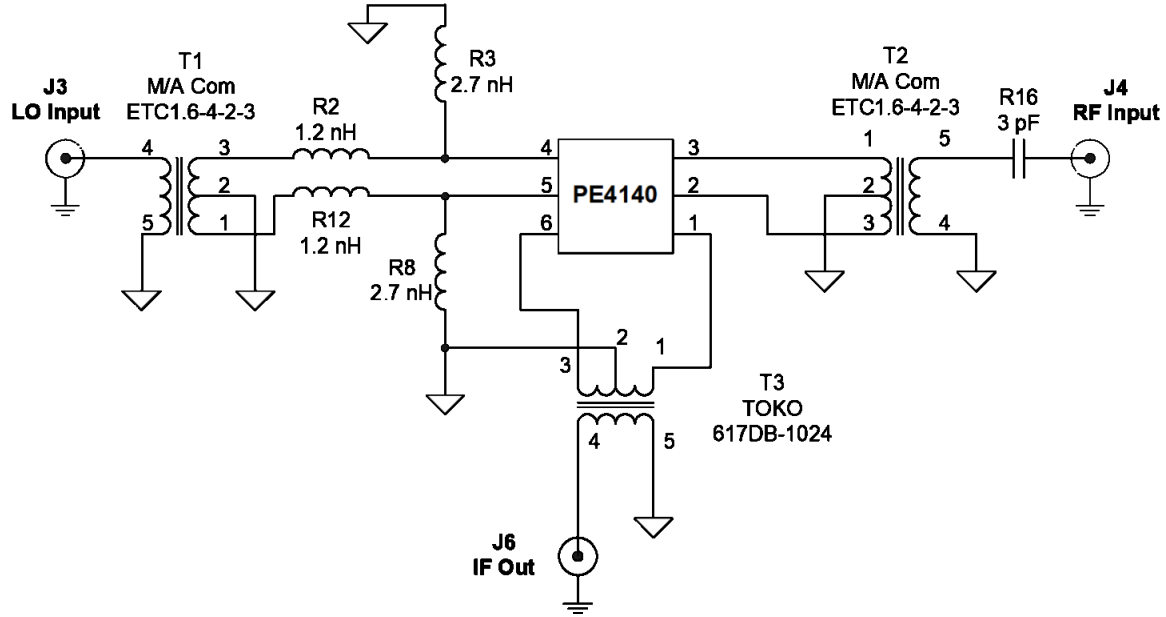 J3
LO Input
T1
M/A Com
ETC1.6-4-2-3
4
5
3
2
1
R2
1.2 nH
R12
1.2 nH
R3
2.7 nH
R8
2.7 nH
4
5
6
PE4140
3
2
1
T2
M/A Com
ETC1.6-4-2-3
1
2
3
5
4
R16
3 pF
J4
RF Input
3
2
1
4
5
T3
TOKO
617DB-1024
J6
IF Out